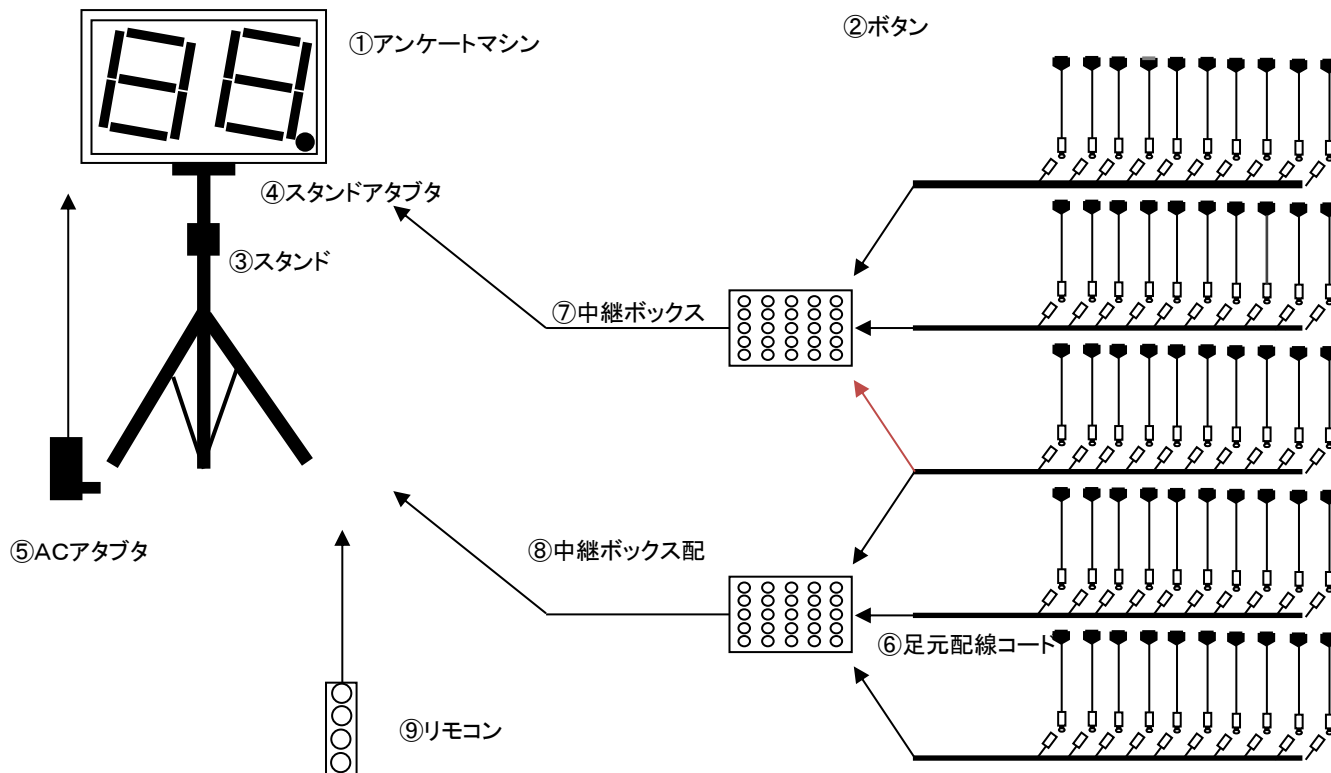 ①アンケートマシン
②ボタン
④スタンドアタブタ
③スタンド
⑦中継ボックス
⑤ACアタブタ
⑧中継ボックス配
⑥足元配線コード
⑨リモコン